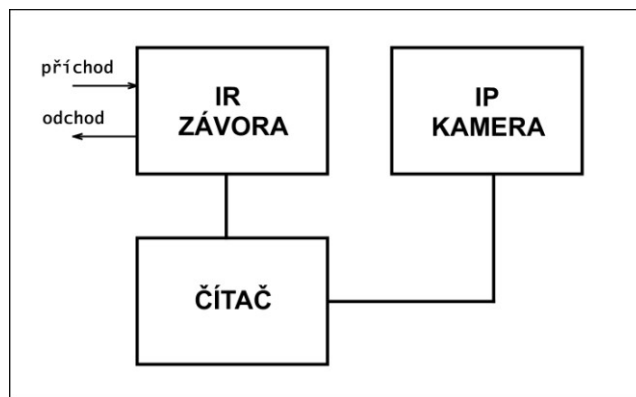 příchod
odchod
IR
ZÁVORA
IP
KAMERA
ČÍTAČ